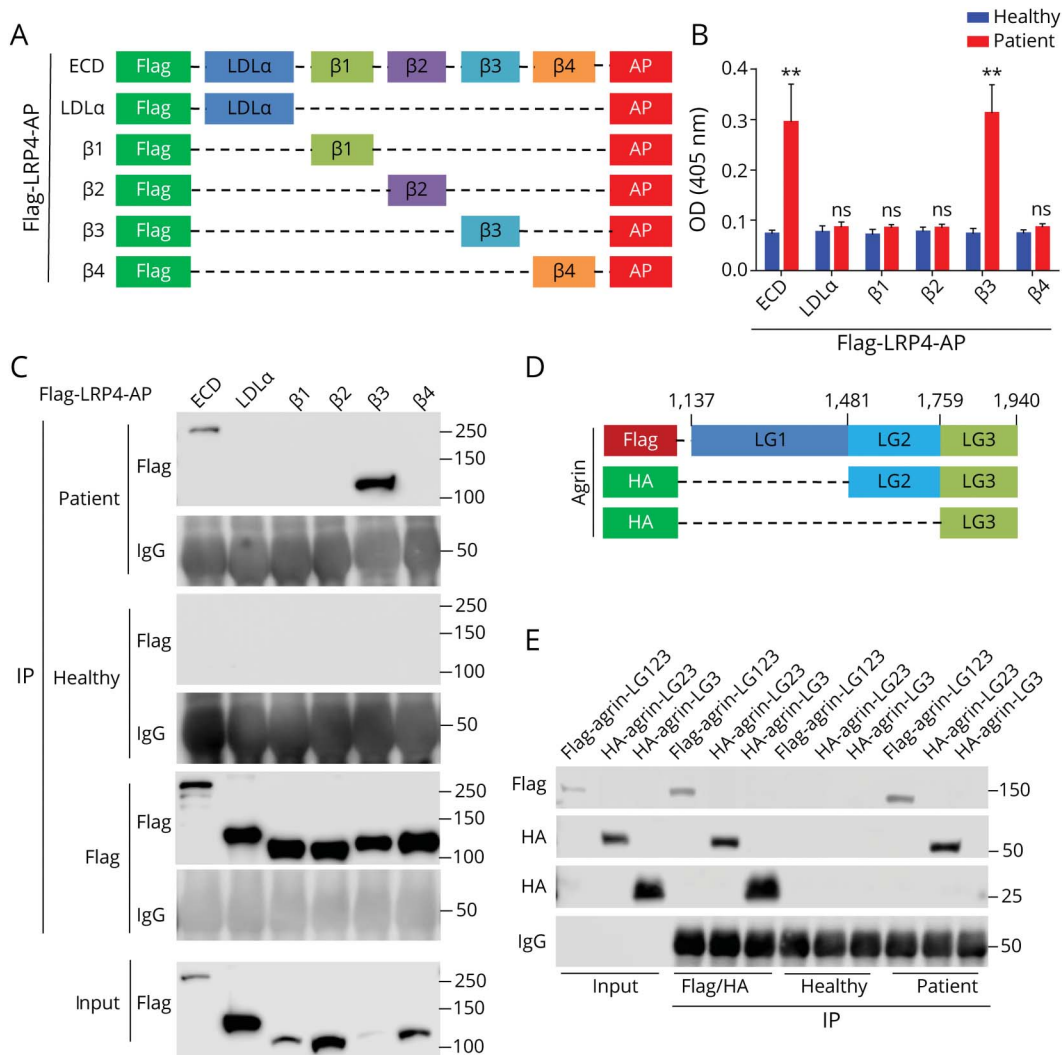 A
Flag-LRP4-AP
ECD Flag LDLα β1 β2 β3 β4 AP
LDLα Flag LDLα AP
β1 Flag β1 AP
β2 Flag β2 AP
β3 Flag β3 AP
β4 Flag β4 AP
B
Healthy
Patient
OD (405 nm)
0.4
0.3
0.2
0.1
0.0
** ns ns ns ** ns
ECD LDLα β1 β2 β3 β4
Flag-LRP4-AP
C
Flag-LRP4-AP ECD LDLα β1 β2 β3 β4
IP
Patient
Flag
250
150
100
IgG
50
Healthy
Flag
250
150
100
IgG
50
Flag
Flag
250
150
100
IgG
50
Input
Flag
250
150
100
D
1,137 1,481 1,759 1,940
Agrin
Flag LG1 LG2 LG3
HA LG2 LG3
HA LG3
E
Flag-agrin-LG123 HA-agrin-LG23 HA-agrin-LG3 Flag-agrin-LG123 HA-agrin-LG23 HA-agrin-LG3 Flag-agrin-LG123 HA-agrin-LG23 HA-agrin-LG3 Flag-agrin-LG123 HA-agrin-LG23 HA-agrin-LG3
Flag 150
HA 50
HA 25
IgG 50
Input Flag/HA Healthy Patient
IP